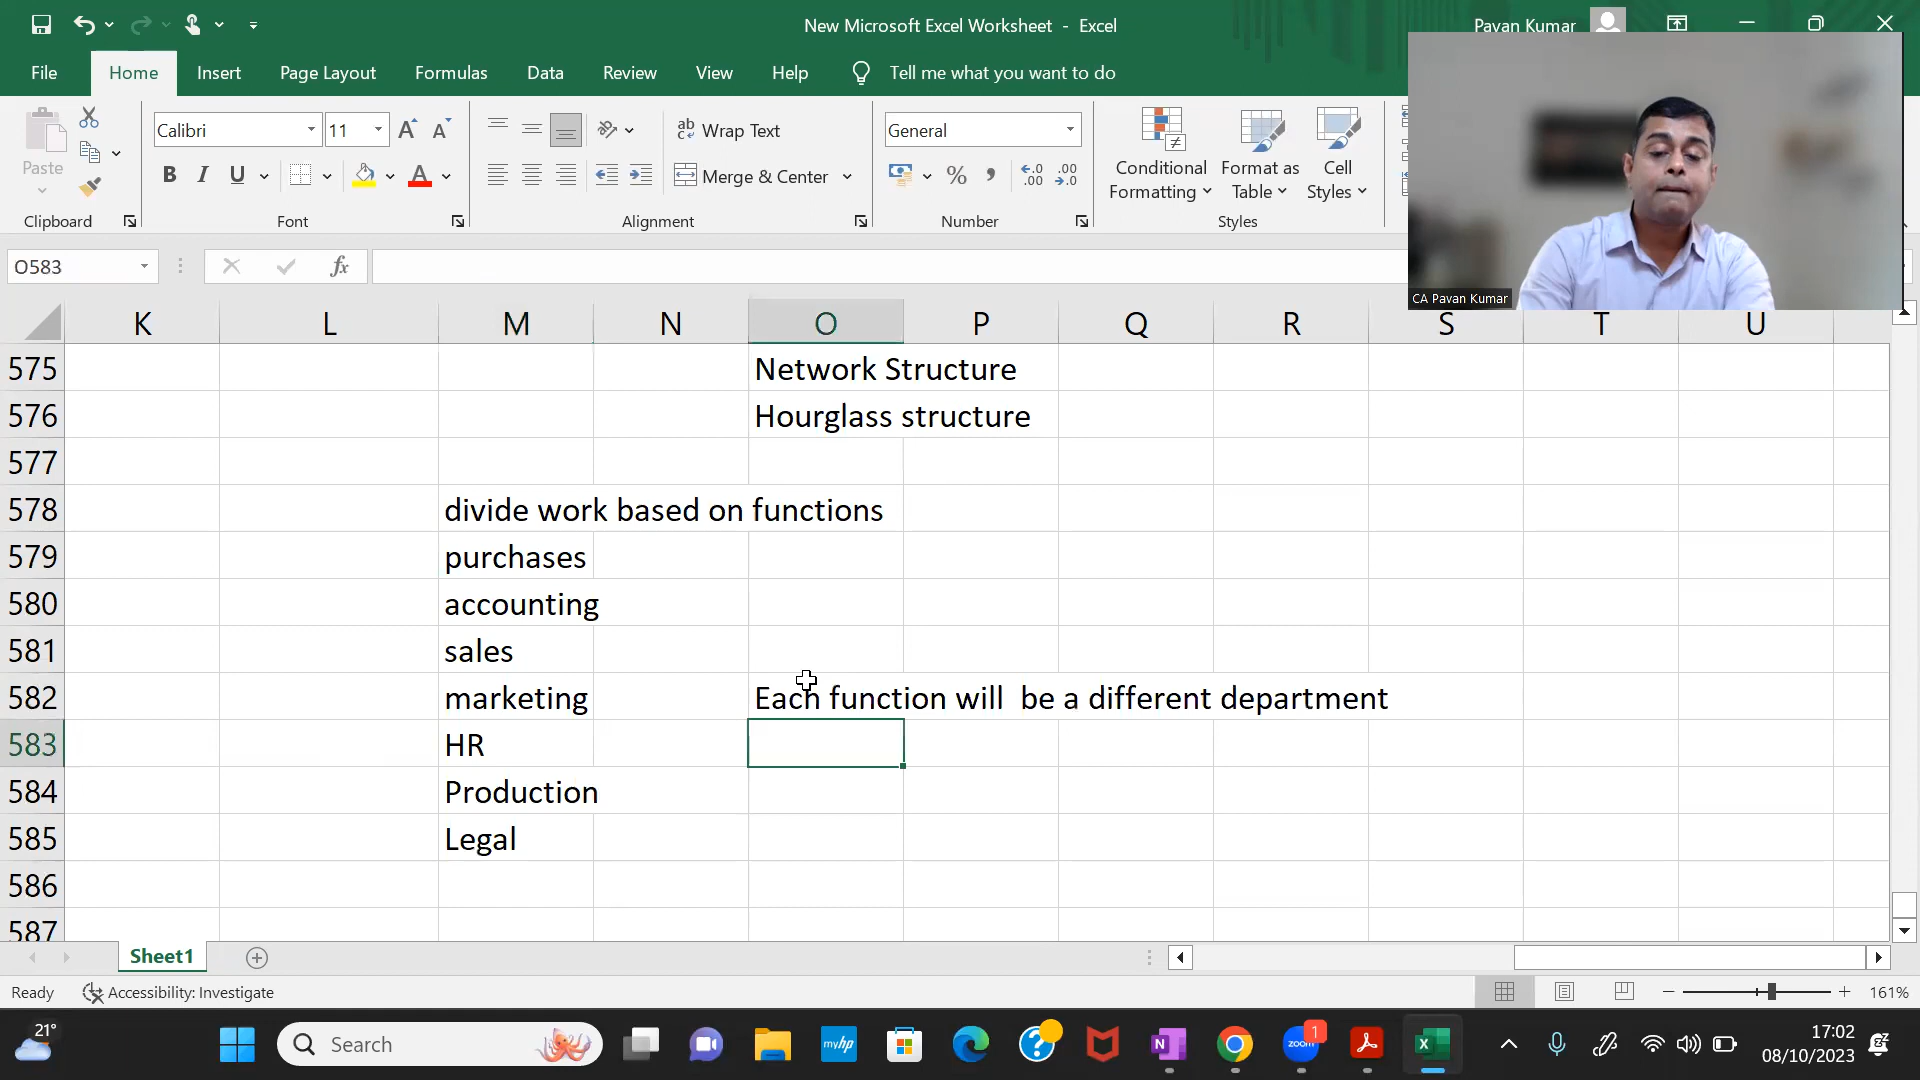 New Microsoft Excel Worksheet - Excel
Pavan Kumar
File Home Insert Page Layout Formulas Data Review View Help Tell me what you want to do
Paste
Calibri 11
B I U
ab Wrap Text
Merge & Center
General
% ,
Conditional Formatting
Format as Table
Cell Styles
Clipboard Font Alignment Number Styles
CA Pavan Kumar
O583 fx
K L M N O P Q R S T U
575 Network Structure
576 Hourglass structure
577
578 divide work based on functions
579 purchases
580 accounting
581 sales
582 marketing Each function will be a different department
583 HR
584 Production
585 Legal
586
587
Sheet1
Ready Accessibility: Investigate 161%
21° Search myhp zoom 1 17:02
08/10/2023